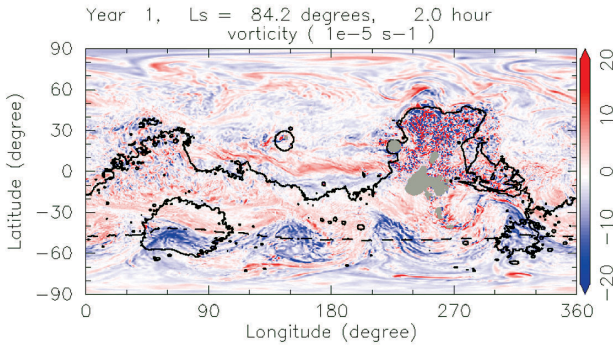 Year 1, Ls = 84.2 degrees, 2.0 hour
vorticity ( 1e-5 s-1 )
Latitude (degree)
90
60
30
0
-30
-60
-90
0 90 180 270 360
Longitude (degree)
20
10
0
-10
-20